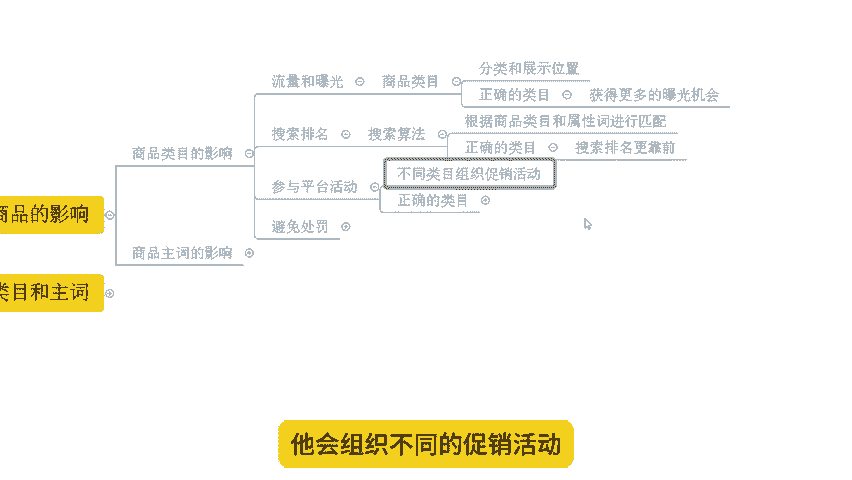 分类和展示位置
流量和曝光 商品类目
正确的类目 获得更多的曝光机会
根据商品类目和属性词进行匹配
搜索排名 搜索算法
正确的类目 搜索排名更靠前
商品类目的影响
不同类目组织促销活动
参与平台活动
正确的类目
商品的影响
避免处罚
商品主词的影响
类目和主词
他会组织不同的促销活动